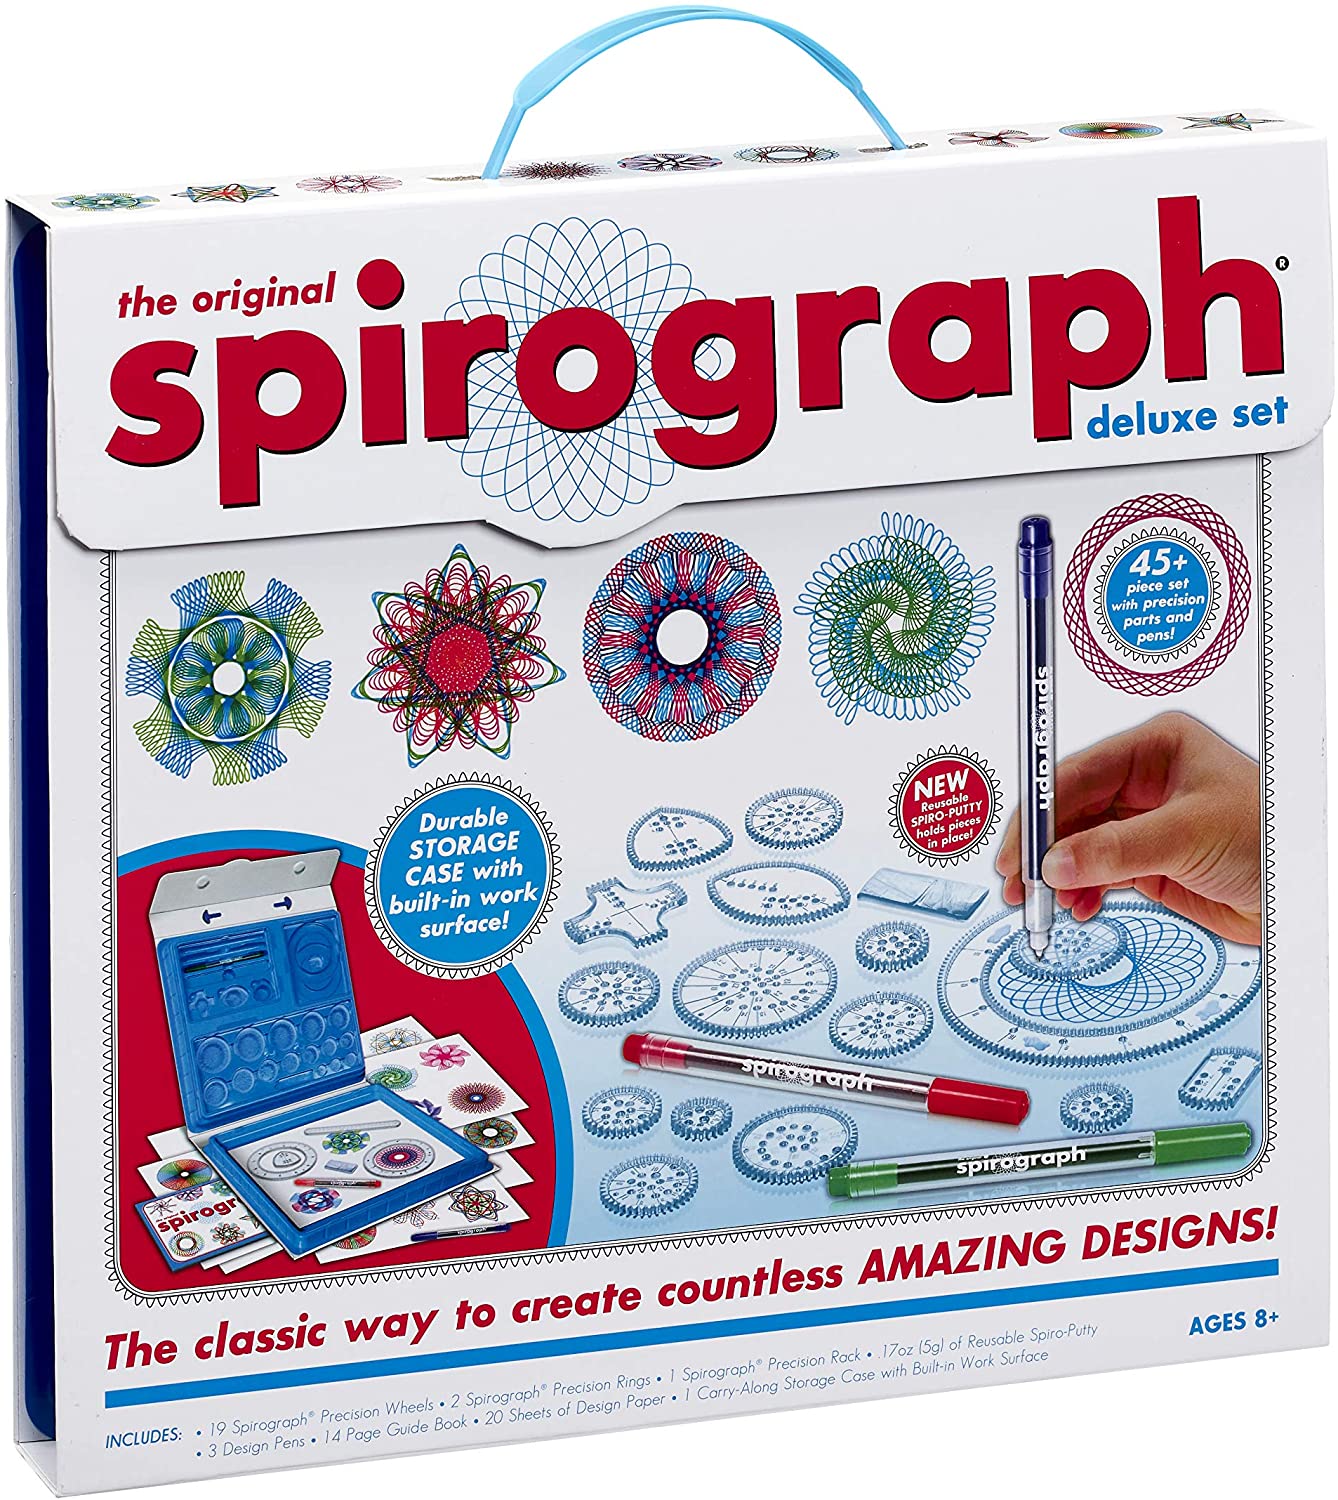 the original
spirograph®
deluxe set
45+
piece set
with precision
parts and
pens!
Durable
STORAGE
CASE with
built-in work
surface!
NEW
Reusable
SPIRO-PUTTY
holds pieces
in place!
spirograph
spirograph
spirograph
spirogr
The classic way to create countless AMAZING DESIGNS!
AGES 8+
INCLUDES: • 19 Spirograph® Precision Wheels • 2 Spirograph® Precision Rings • 1 Spirograph® Precision Rack • .17oz (5g) of Reusable Spiro-Putty
• 3 Design Pens • 14 Page Guide Book • 20 Sheets of Design Paper • 1 Carry-Along Storage Case with Built-in Work Surface